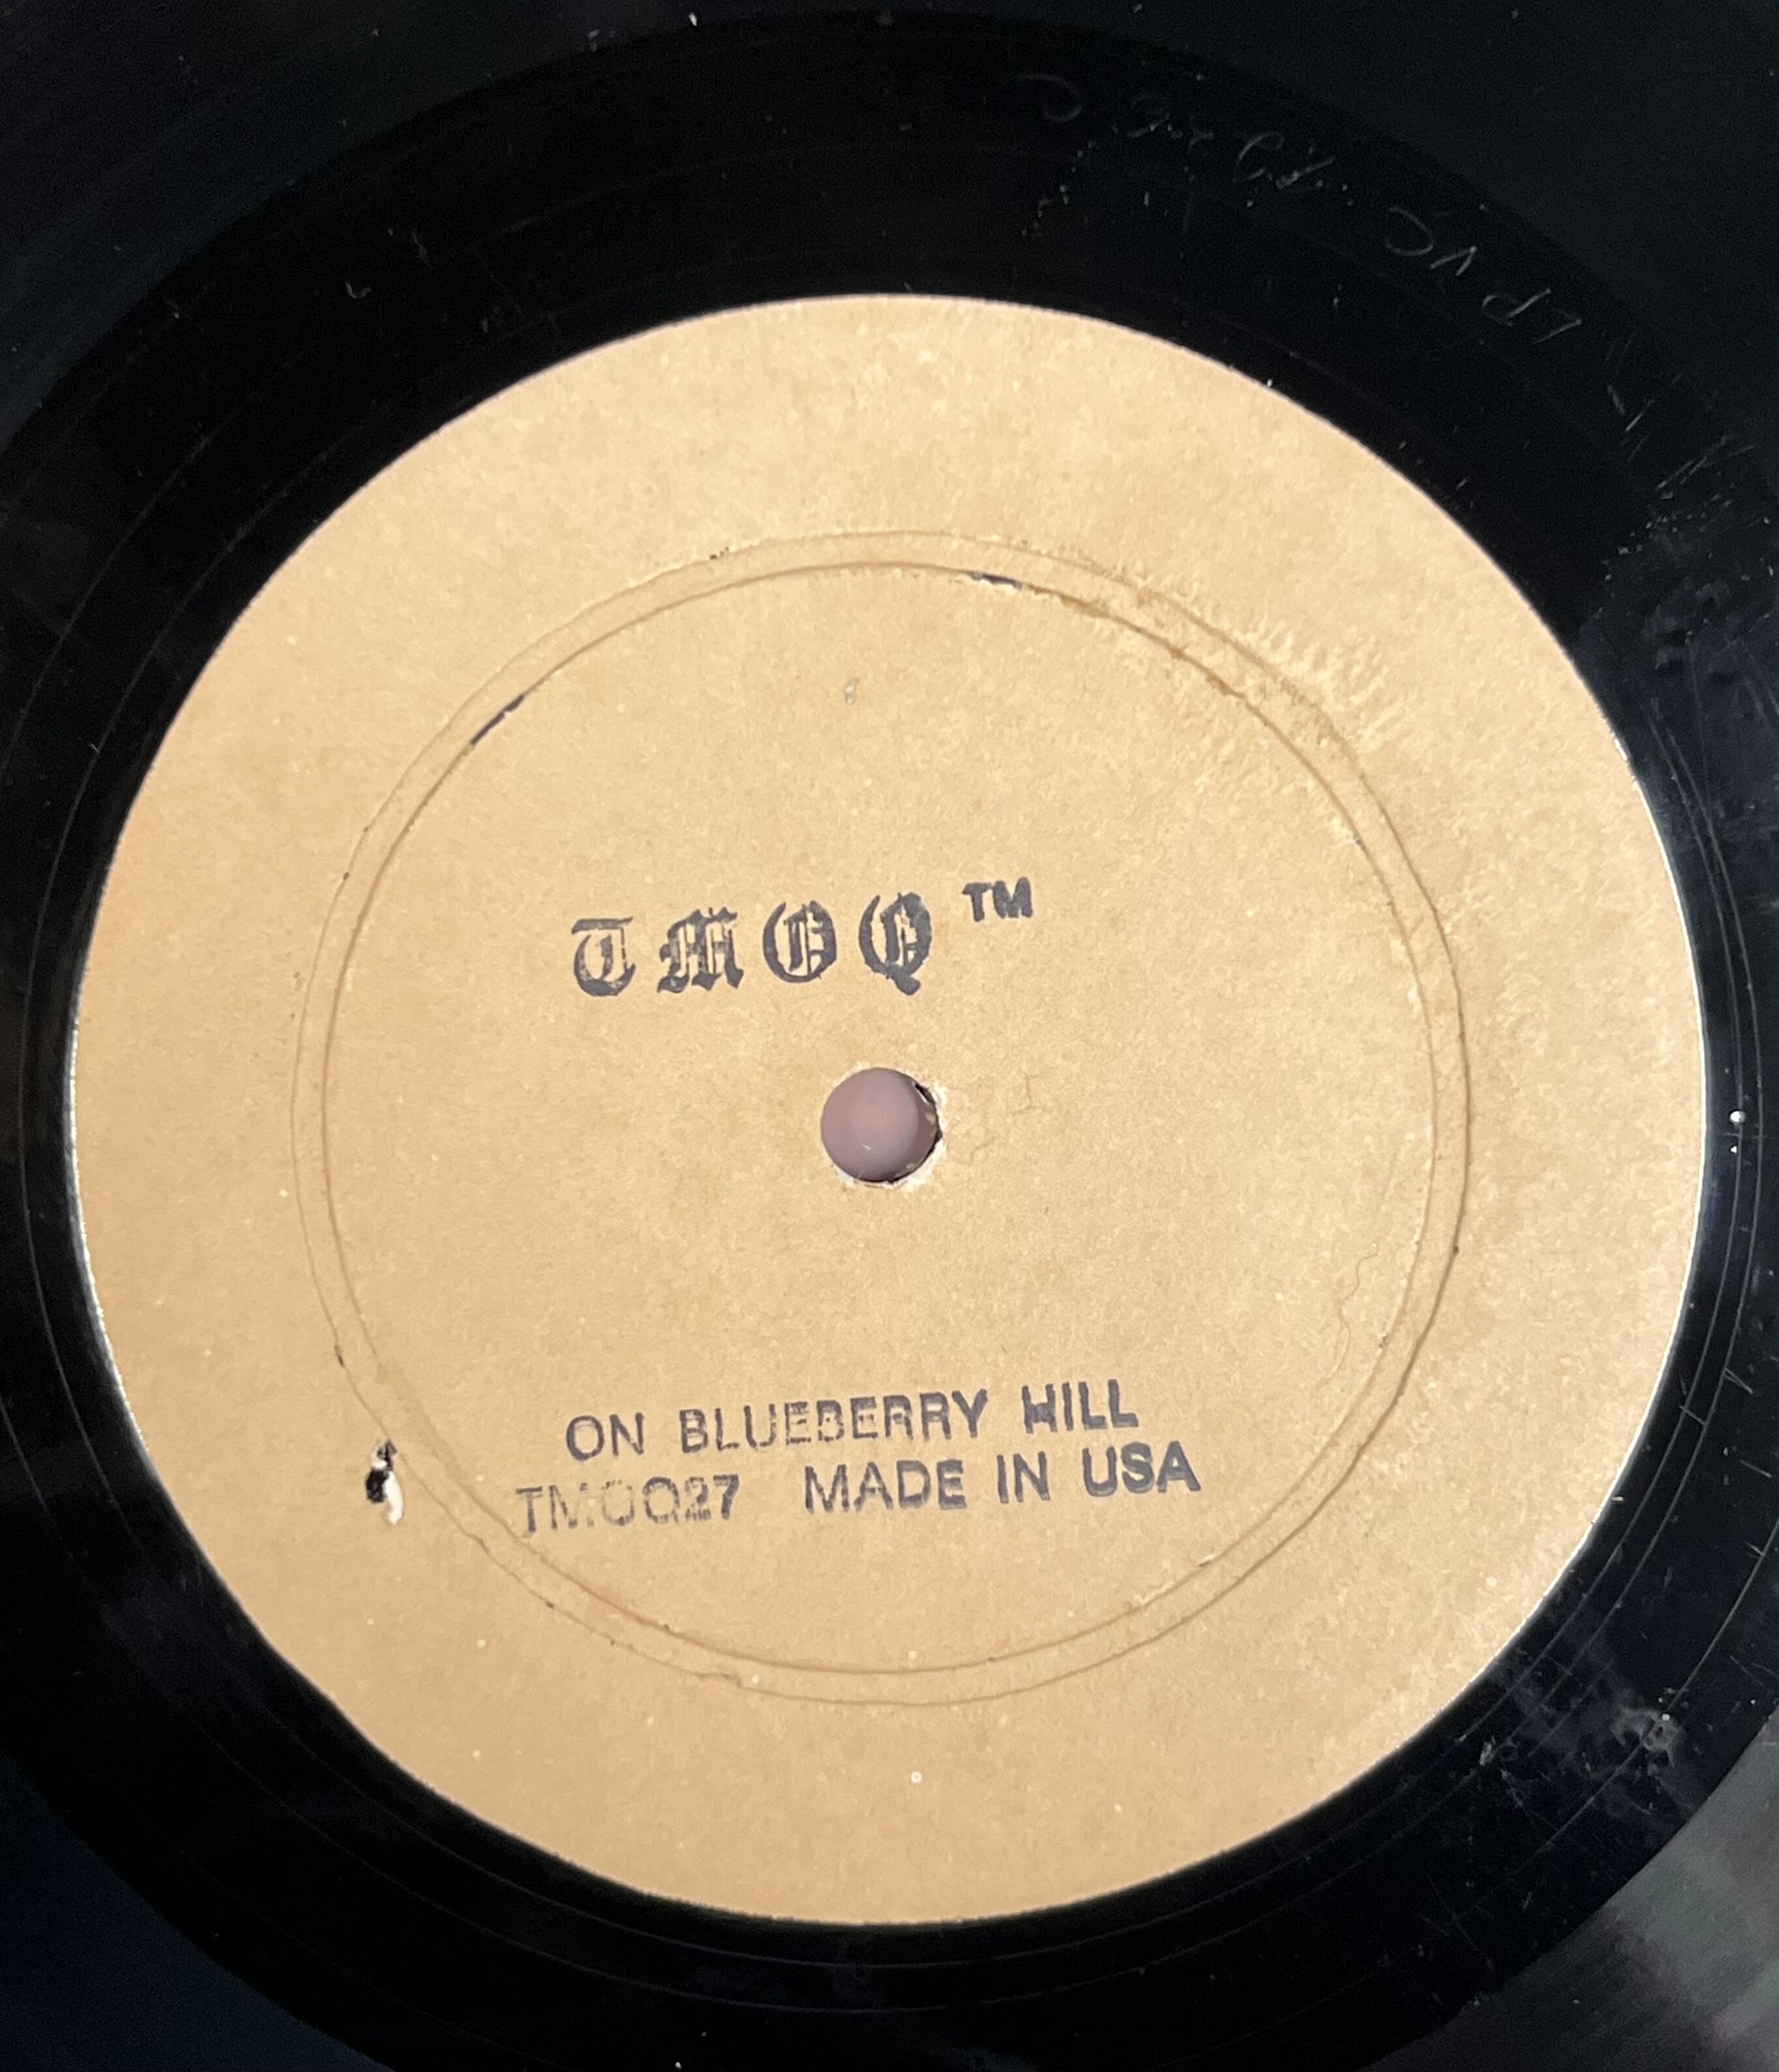 TMOQ™
ON BLUEBERRY HILL
TMOQ27 MADE IN USA